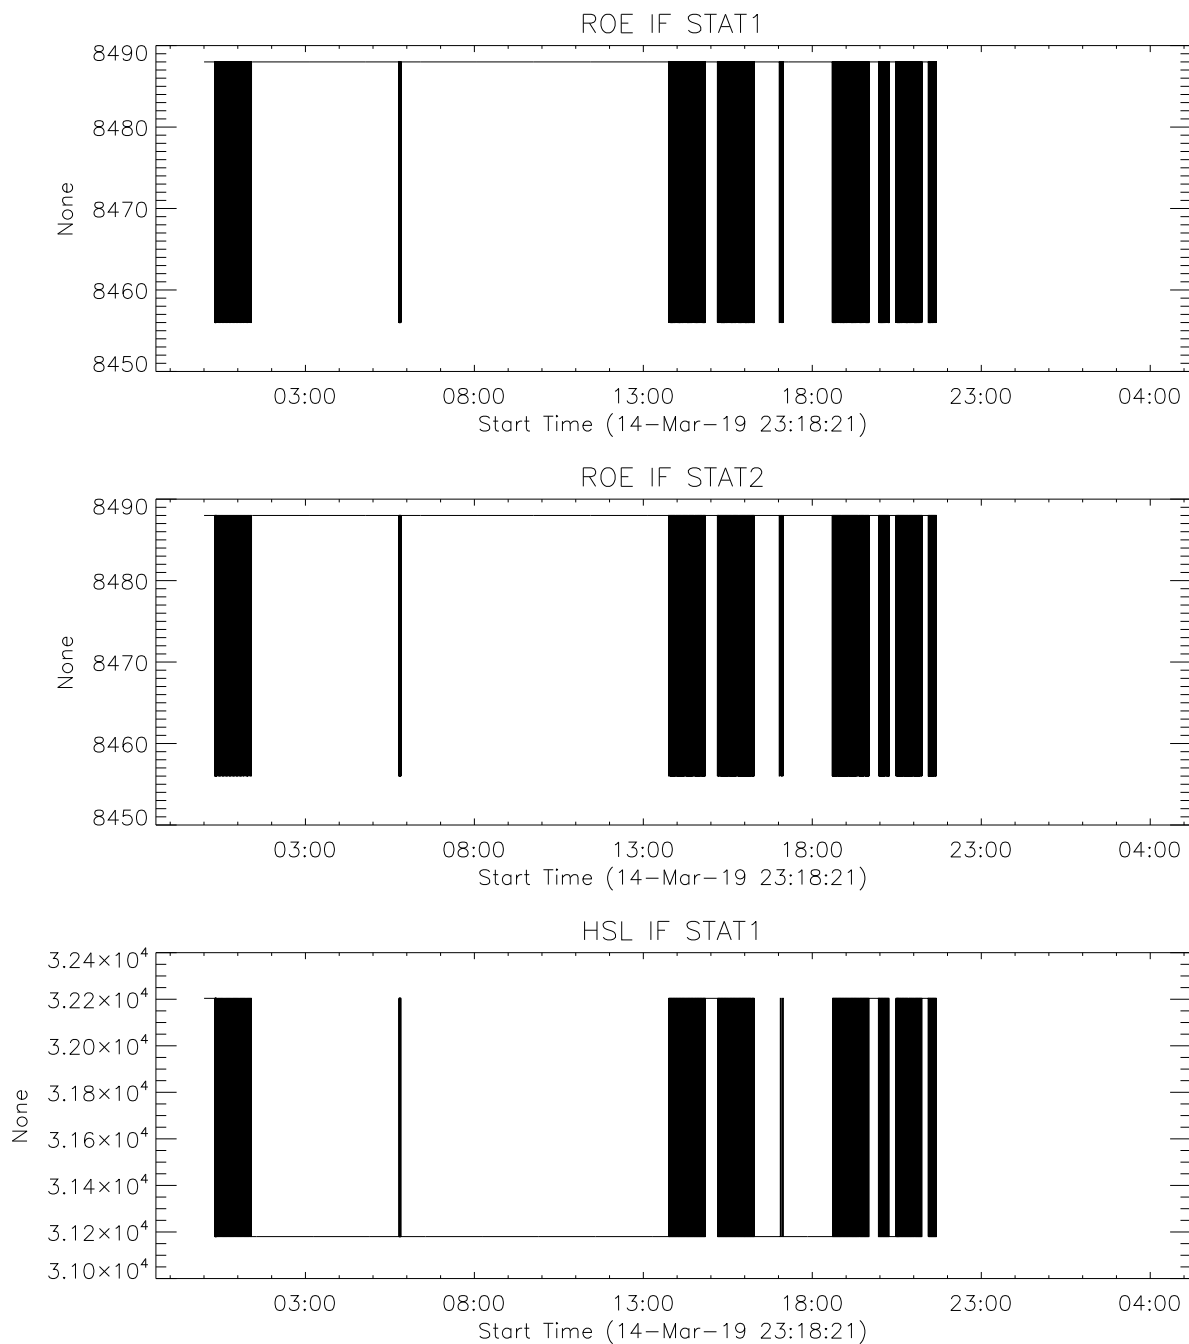 ROE IF STAT1
8490
8480
8470
8460
8450
None
03:00 08:00 13:00 18:00 23:00 04:00
Start Time (14-Mar-19 23:18:21)
ROE IF STAT2
8490
8480
8470
8460
8450
None
03:00 08:00 13:00 18:00 23:00 04:00
Start Time (14-Mar-19 23:18:21)
HSL IF STAT1
3.24×10⁴
3.22×10⁴
3.20×10⁴
3.18×10⁴
3.16×10⁴
3.14×10⁴
3.12×10⁴
3.10×10⁴
None
03:00 08:00 13:00 18:00 23:00 04:00
Start Time (14-Mar-19 23:18:21)